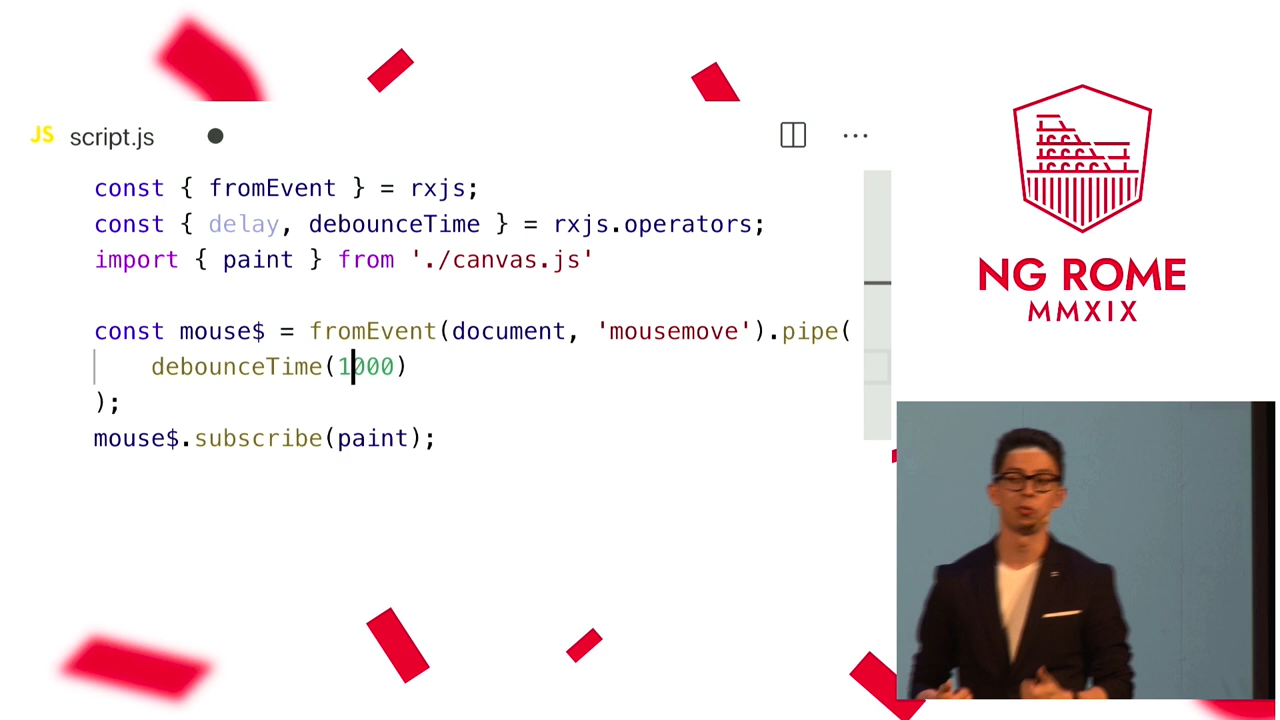 JS script.js
const { fromEvent } = rxjs;
const { delay, debounceTime } = rxjs.operators;
import { paint } from './canvas.js'
const mouse$ = fromEvent(document, 'mousemove').pipe(
debounceTime(1000)
);
mouse$.subscribe(paint);
NG ROME
MMXIX